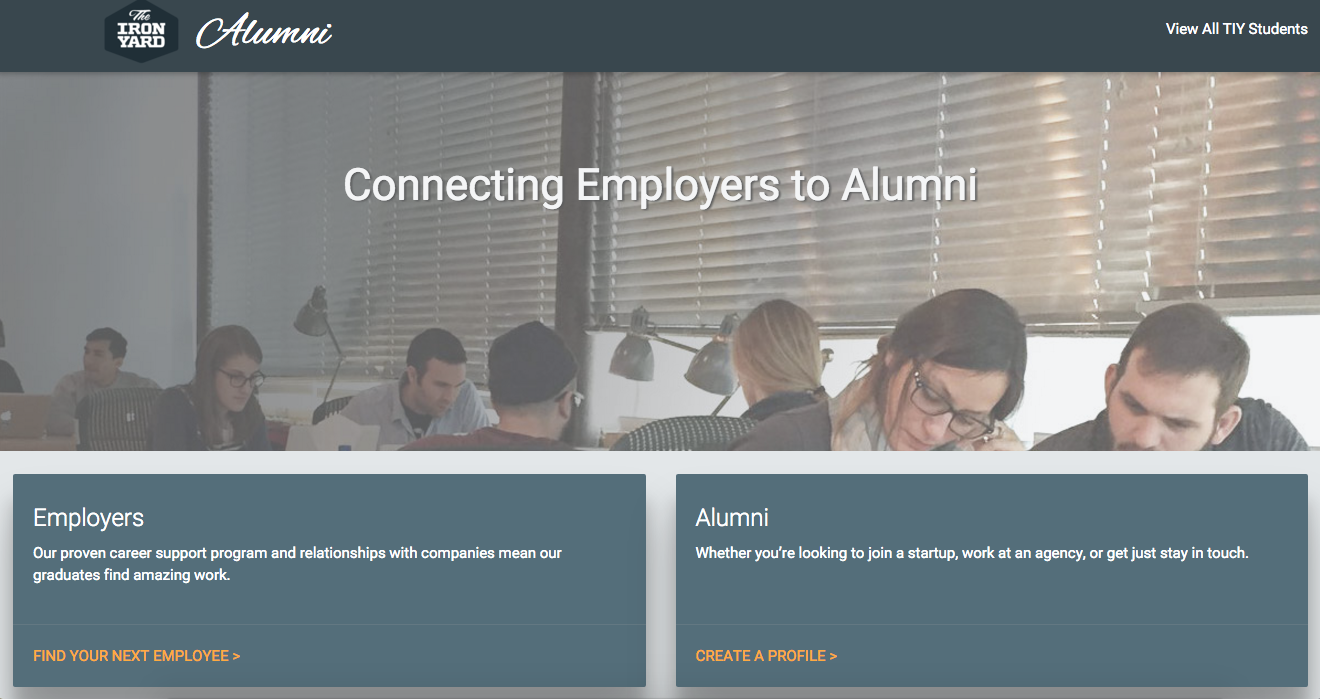 The
IRON
YARD
Alumni
View All TIY Students
Connecting Employers to Alumni
Employers
Our proven career support program and relationships with companies mean our
graduates find amazing work.
FIND YOUR NEXT EMPLOYEE >
Alumni
Whether you’re looking to join a startup, work at an agency, or get just stay in touch.
CREATE A PROFILE >